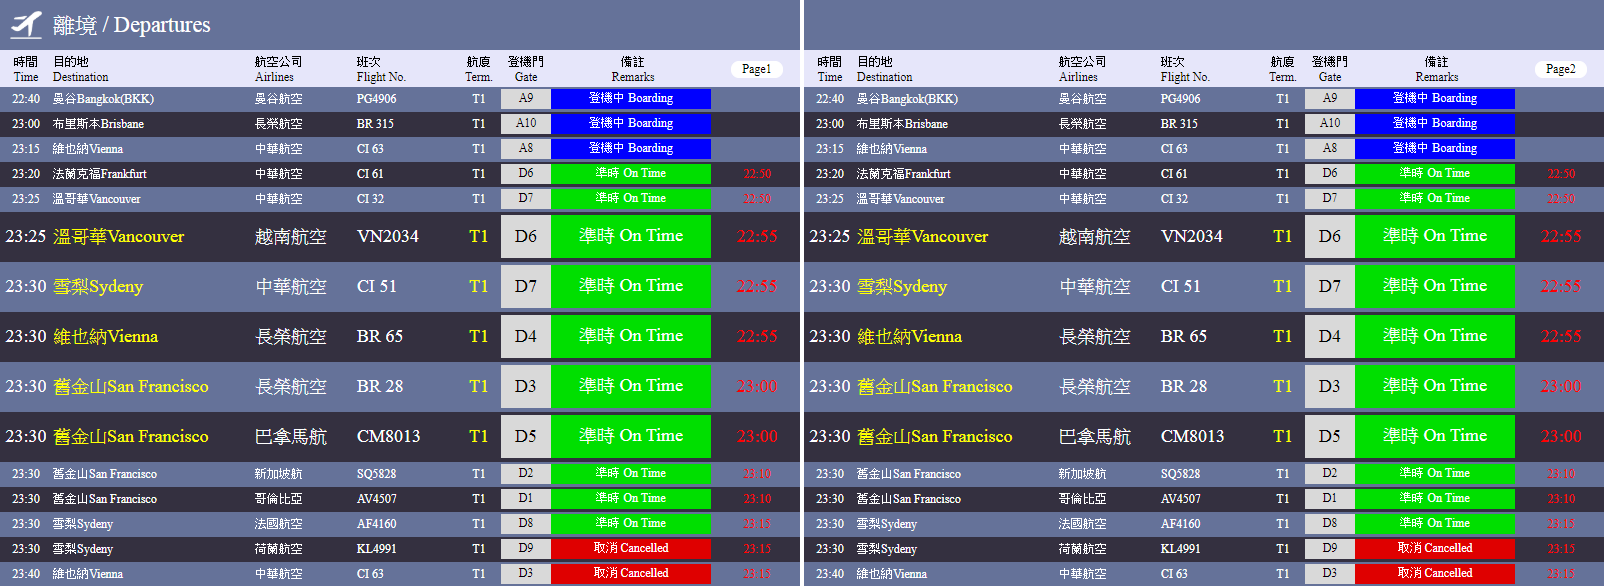 離境 / Departures
時間 目的地 航空公司 班次 航廈 登機門 備註
Time Destination Airlines Flight No. Term. Gate Remarks Page1
22:40 曼谷Bangkok(BKK) 曼谷航空 PG4906 T1 A9 登機中 Boarding
23:00 布里斯本Brisbane 長榮航空 BR 315 T1 A10 登機中 Boarding
23:15 維也納Vienna 中華航空 CI 63 T1 A8 登機中 Boarding
23:20 法蘭克福Frankfurt 中華航空 CI 61 T1 D6 準時 On Time 22:50
23:25 溫哥華Vancouver 中華航空 CI 32 T1 D7 準時 On Time 22:50
23:25 溫哥華Vancouver 越南航空 VN2034 T1 D6 準時 On Time 22:55
23:30 雪梨Sydeny 中華航空 CI 51 T1 D7 準時 On Time 22:55
23:30 維也納Vienna 長榮航空 BR 65 T1 D4 準時 On Time 22:55
23:30 舊金山San Francisco 長榮航空 BR 28 T1 D3 準時 On Time 23:00
23:30 舊金山San Francisco 巴拿馬航 CM8013 T1 D5 準時 On Time 23:00
23:30 舊金山San Francisco 新加坡航 SQ5828 T1 D2 準時 On Time 23:10
23:30 舊金山San Francisco 哥倫比亞 AV4507 T1 D1 準時 On Time 23:10
23:30 雪梨Sydeny 法國航空 AF4160 T1 D8 準時 On Time 23:15
23:30 雪梨Sydeny 荷蘭航空 KL4991 T1 D9 取消 Cancelled 23:15
23:40 維也納Vienna 中華航空 CI 63 T1 D3 取消 Cancelled 23:15
時間 目的地 航空公司 班次 航廈 登機門 備註
Time Destination Airlines Flight No. Term. Gate Remarks Page2
22:40 曼谷Bangkok(BKK) 曼谷航空 PG4906 T1 A9 登機中 Boarding
23:00 布里斯本Brisbane 長榮航空 BR 315 T1 A10 登機中 Boarding
23:15 維也納Vienna 中華航空 CI 63 T1 A8 登機中 Boarding
23:20 法蘭克福Frankfurt 中華航空 CI 61 T1 D6 準時 On Time 22:50
23:25 溫哥華Vancouver 中華航空 CI 32 T1 D7 準時 On Time 22:50
23:25 溫哥華Vancouver 越南航空 VN2034 T1 D6 準時 On Time 22:55
23:30 雪梨Sydeny 中華航空 CI 51 T1 D7 準時 On Time 22:55
23:30 維也納Vienna 長榮航空 BR 65 T1 D4 準時 On Time 22:55
23:30 舊金山San Francisco 長榮航空 BR 28 T1 D3 準時 On Time 23:00
23:30 舊金山San Francisco 巴拿馬航 CM8013 T1 D5 準時 On Time 23:00
23:30 舊金山San Francisco 新加坡航 SQ5828 T1 D2 準時 On Time 23:10
23:30 舊金山San Francisco 哥倫比亞 AV4507 T1 D1 準時 On Time 23:10
23:30 雪梨Sydeny 法國航空 AF4160 T1 D8 準時 On Time 23:15
23:30 雪梨Sydeny 荷蘭航空 KL4991 T1 D9 取消 Cancelled 23:15
23:40 維也納Vienna 中華航空 CI 63 T1 D3 取消 Cancelled 23:15